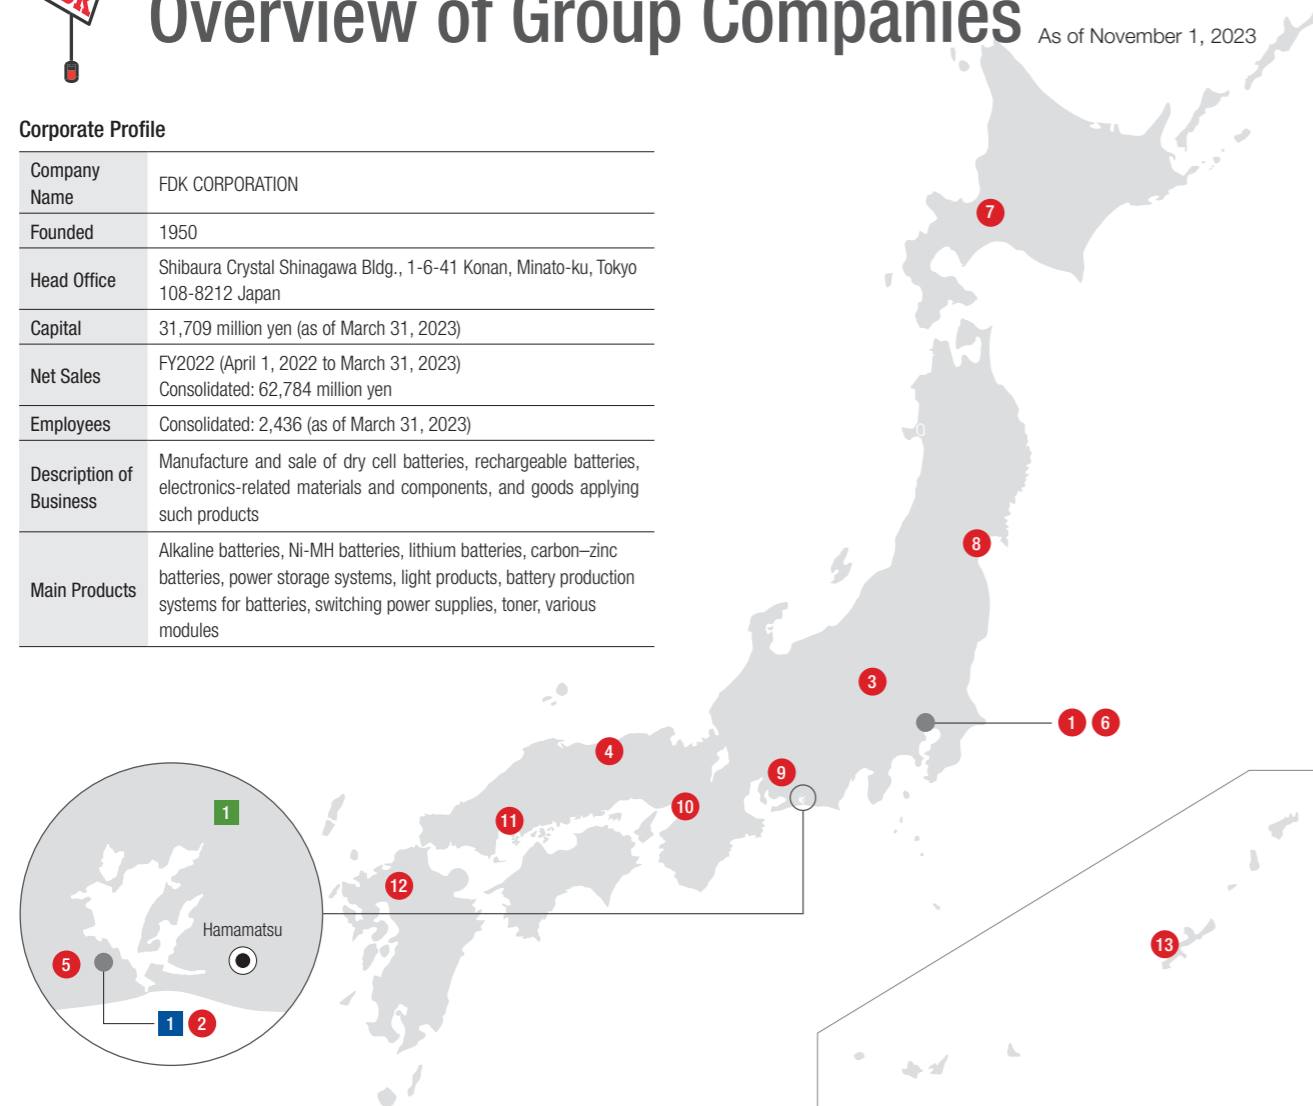 Overview of Group Companies
As of November 1, 2023
Corporate Profile
Company
Name
FDK CORPORATION
Founded
1950
Head Office
Shibaura Crystal Shinagawa Bldg., 1-6-41 Konan, Minato-ku, Tokyo
108-8212 Japan
Capital
31,709 million yen (as of March 31, 2023)
Net Sales
FY2022 (April 1, 2022 to March 31, 2023)
Consolidated: 62,784 million yen
Employees
Consolidated: 2,436 (as of March 31, 2023)
Description of
Business
Manufacture and sale of dry cell batteries, rechargeable batteries,
electronics-related materials and components, and goods applying
such products
Main Products
Alkaline batteries, Ni-MH batteries, lithium batteries, carbon–zinc
batteries, power storage systems, light products, battery production
systems for batteries, switching power supplies, toner, various
modules
7
8
3
1 6
4
9
10
11
12
13
1
Hamamatsu
5
1 2